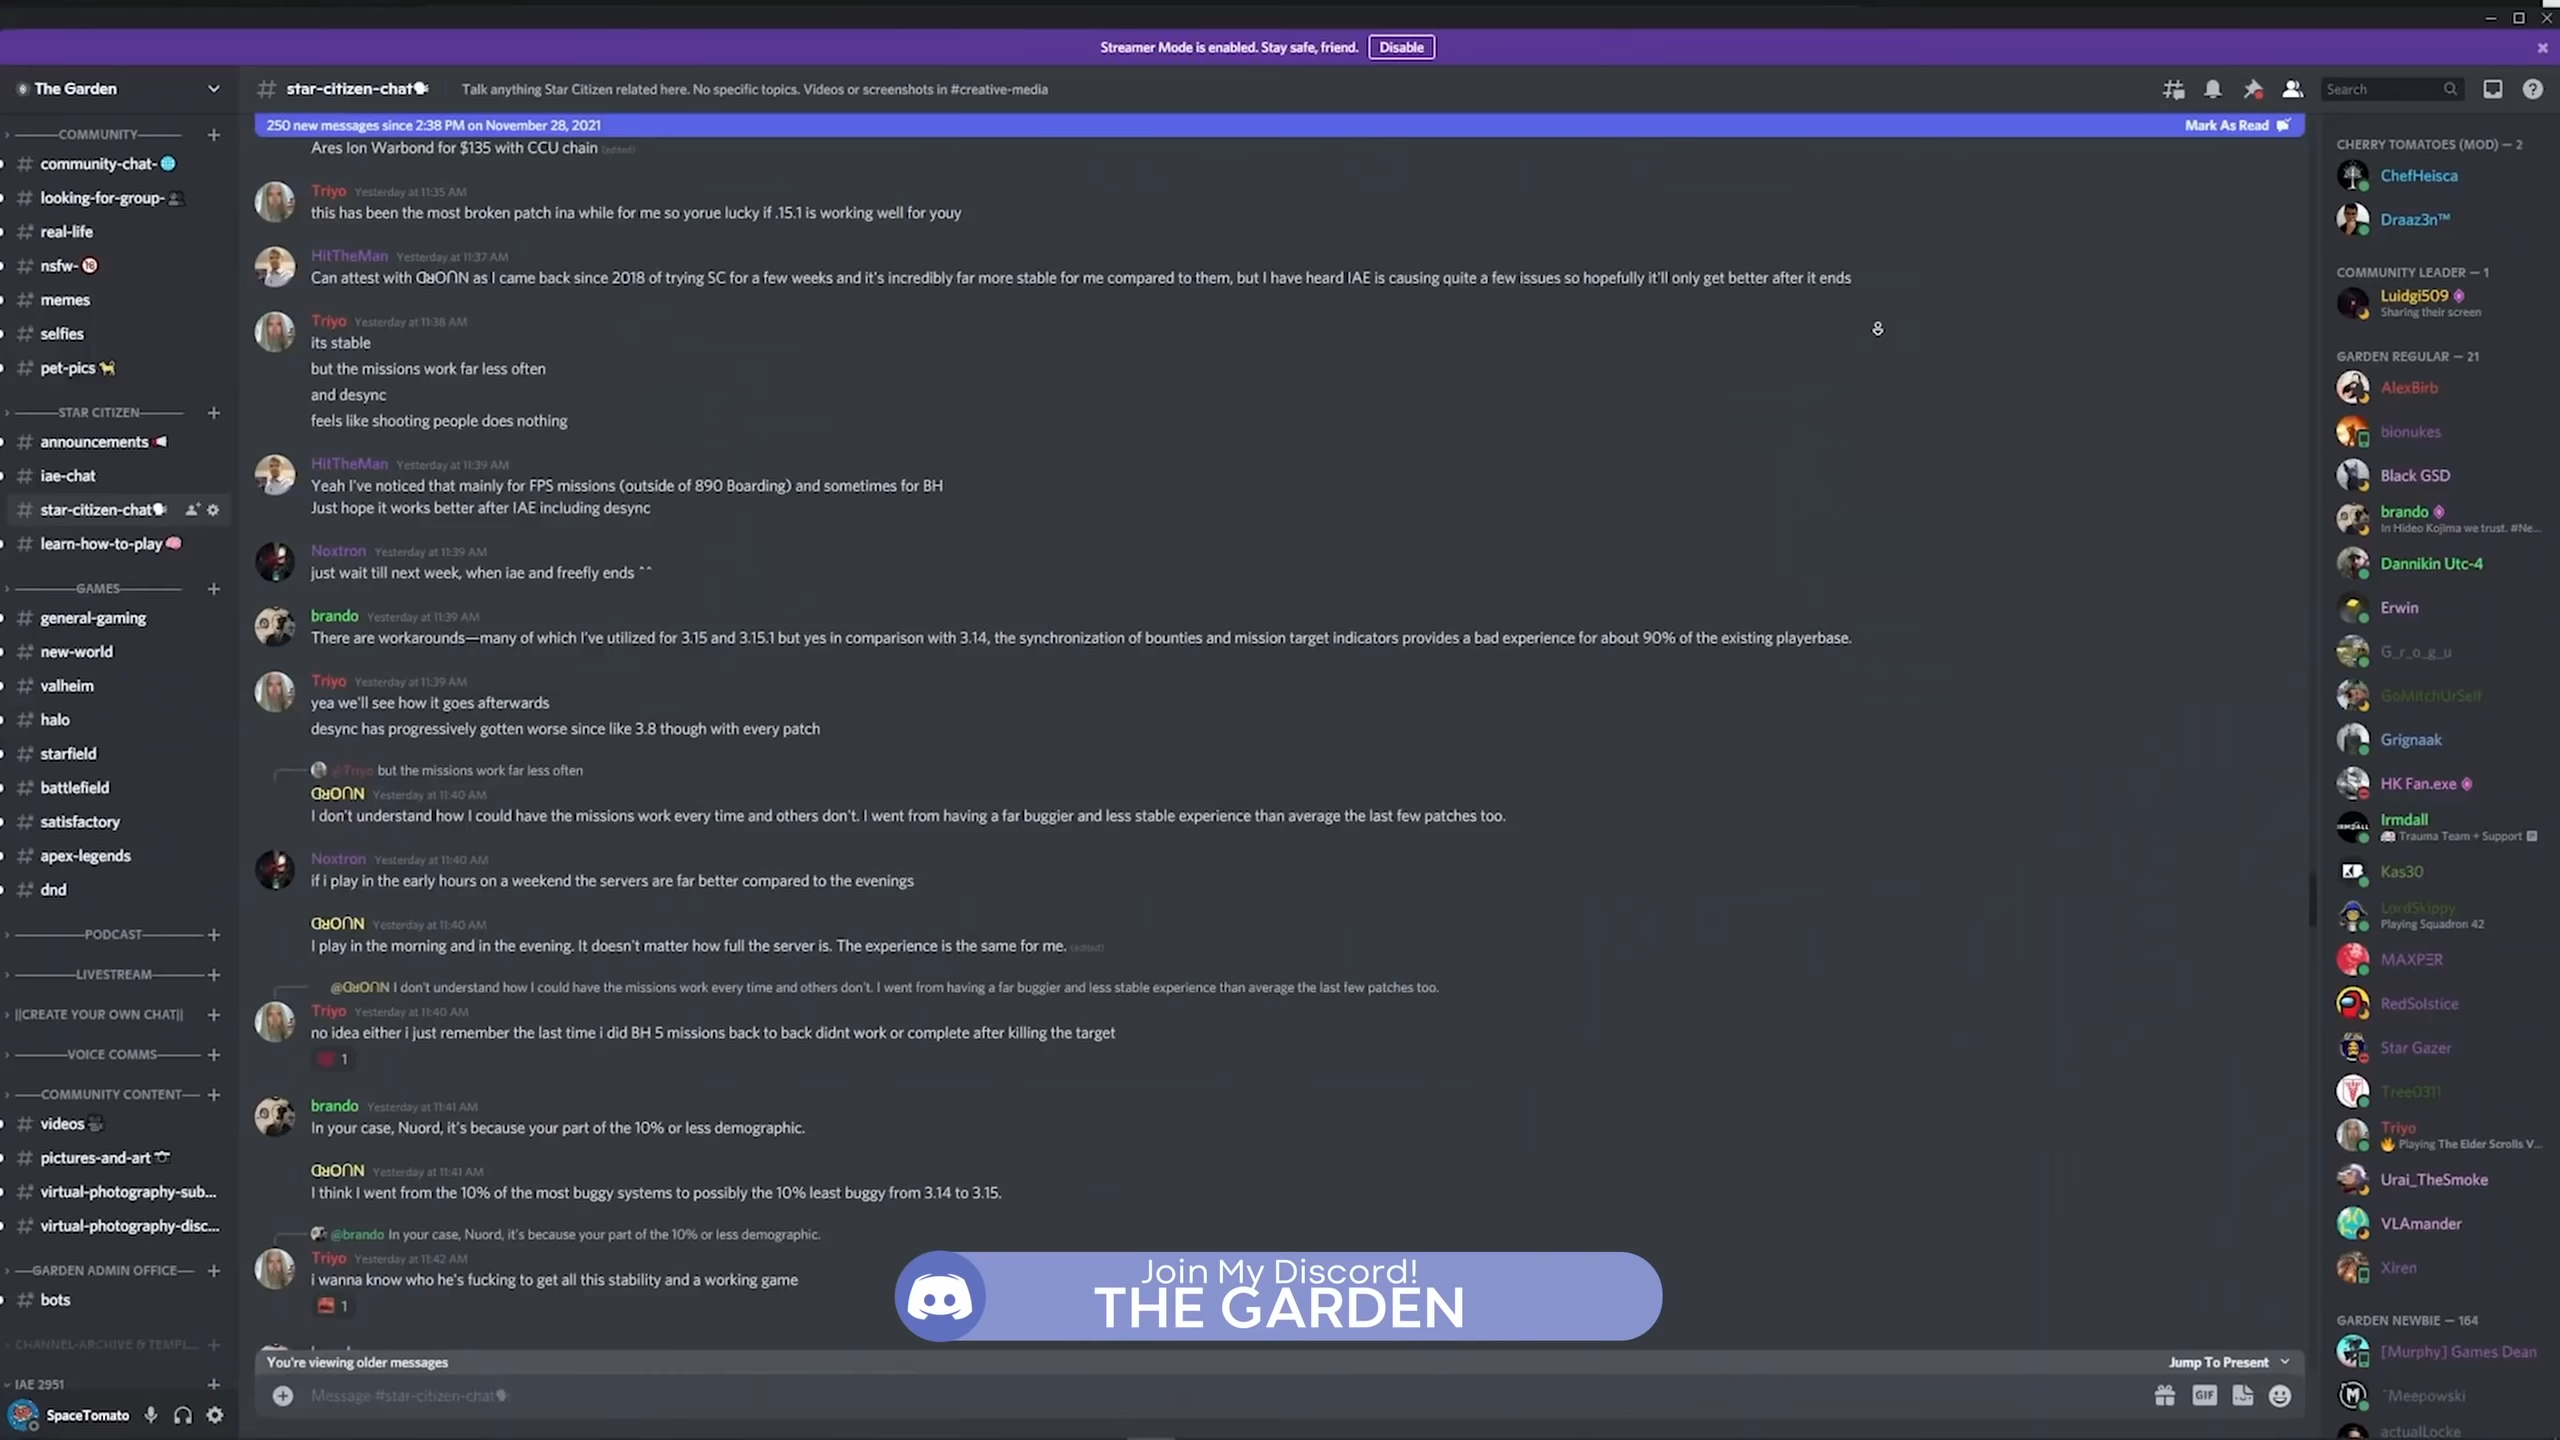 Streamer Mode is enabled. Stay safe, friend. Disable
The Garden
COMMUNITY
community-chat-
looking-for-group-
real-life
nsfw-
memes
selfies
pet-pics
STAR CITIZEN
announcements
iae-chat
star-citizen-chat
learn-how-to-play
GAMES
general-gaming
new-world
valheim
halo
starfield
battlefield
satisfactory
apex-legends
dnd
PODCAST
LIVESTREAM
||CREATE YOUR OWN CHAT||
VOICE COMMS
COMMUNITY CONTENT
videos
pictures-and-art
virtual-photography-sub...
virtual-photography-disc...
GARDEN ADMIN OFFICE
bots
CHANNEL-ARCHIVE & TEMPL...
IAE 2951
SpaceTomato
star-citizen-chat Talk anything Star Citizen related here. No specific topics. Videos or screenshots in #creative-media
Search
250 new messages since 2:38 PM on November 28, 2021 Mark As Read
Ares Ion Warbond for $135 with CCU chain (edited)
Triyo Yesterday at 11:35 AM
this has been the most broken patch ina while for me so yorue lucky if .15.1 is working well for youy
HitTheMan Yesterday at 11:37 AM
Can attest with ᗡЯOՈN as I came back since 2018 of trying SC for a few weeks and it's incredibly far more stable for me compared to them, but I have heard IAE is causing quite a few issues so hopefully it'll only get better after it ends
Triyo Yesterday at 11:38 AM
its stable
but the missions work far less often
and desync
feels like shooting people does nothing
HitTheMan Yesterday at 11:39 AM
Yeah I've noticed that mainly for FPS missions (outside of 890 Boarding) and sometimes for BH
Just hope it works better after IAE including desync
Noxtron Yesterday at 11:39 AM
just wait till next week, when iae and freefly ends ^^
brando Yesterday at 11:39 AM
There are workarounds—many of which I've utilized for 3.15 and 3.15.1 but yes in comparison with 3.14, the synchronization of bounties and mission target indicators provides a bad experience for about 90% of the existing playerbase.
Triyo Yesterday at 11:39 AM
yea we'll see how it goes afterwards
desync has progressively gotten worse since like 3.8 though with every patch
@Triyo but the missions work far less often
ᗡЯOՈN Yesterday at 11:40 AM
I don't understand how I could have the missions work every time and others don't. I went from having a far buggier and less stable experience than average the last few patches too.
Noxtron Yesterday at 11:40 AM
if i play in the early hours on a weekend the servers are far better compared to the evenings
ᗡЯOՈN Yesterday at 11:40 AM
I play in the morning and in the evening. It doesn't matter how full the server is. The experience is the same for me. (edited)
@ᗡЯOՈN I don't understand how I could have the missions work every time and others don't. I went from having a far buggier and less stable experience than average the last few patches too.
Triyo Yesterday at 11:40 AM
no idea either i just remember the last time i did BH 5 missions back to back didnt work or complete after killing the target
1
brando Yesterday at 11:41 AM
In your case, Nuord, it's because your part of the 10% or less demographic.
ᗡЯOՈN Yesterday at 11:41 AM
I think I went from the 10% of the most buggy systems to possibly the 10% least buggy from 3.14 to 3.15.
@brando In your case, Nuord, it's because your part of the 10% or less demographic.
Triyo Yesterday at 11:42 AM
i wanna know who he's fucking to get all this stability and a working game
1
Join My Discord!
THE GARDEN
You're viewing older messages Jump To Present
Message #star-citizen-chat
GIF
CHERRY TOMATOES (MOD) — 2
ChefHeisca
Draaz3n™
COMMUNITY LEADER — 1
Luidgi509
Sharing their screen
GARDEN REGULAR — 21
AlexBirb
bionukes
Black GSD
brando
In Hideo Kojima we trust. #Ne...
Dannikin Utc-4
Erwin
G_r_o_g_u
GoMitchUrSelf
Grignaak
HK Fan.exe
Irmdall
Trauma Team + Support
Kas30
LordSkippy
Playing Squadron 42
MAXPΞR
RedSolstice
Star Gazer
Tree0311
Triyo
Playing The Elder Scrolls V...
Urai_TheSmoke
VLAmander
Xiren
GARDEN NEWBIE — 164
[Murphy] Games Dean
`Meepowski
actualLocke